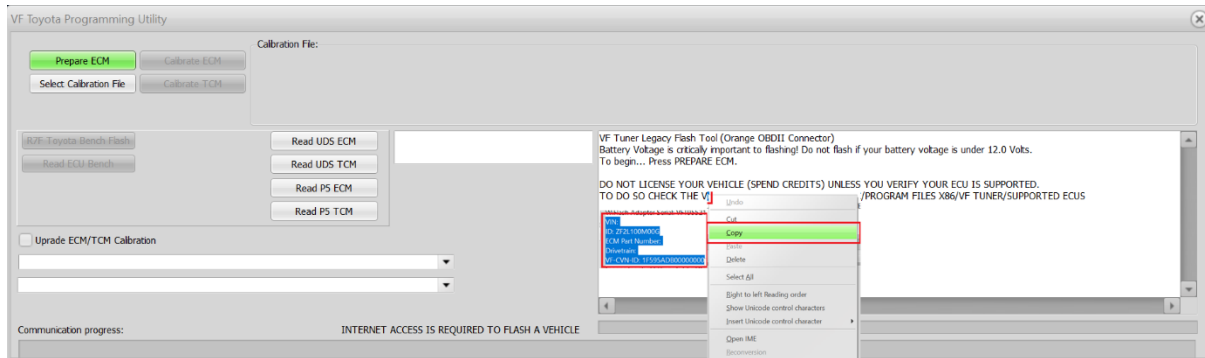 VF Toyota Programming Utility
Calibration File:
Prepare ECM
Calibrate ECM
Select Calibration File
Calibrate TCM
R7F Toyota Bench Flash
Read ECU Bench
Read UDS ECM
Read UDS TCM
Read P5 ECM
Read P5 TCM
Uprade ECM/TCM Calibration
VF Tuner Legacy Flash Tool (Orange OBDII Connector)
Battery Voltage is critically important to flashing! Do not flash if your battery voltage is under 12.0 Volts.
To begin... Press PREPARE ECM.
DO NOT LICENSE YOUR VEHICLE (SPEND CREDITS) UNLESS YOU VERIFY YOUR ECU IS SUPPORTED.
TO DO SO CHECK THE V /PROGRAM FILES X86/VF TUNER/SUPPORTED ECUS
VIN:
ID: ZF2L100M00G
ECM Part Number:
Drivetrain:
VF-CVN-ID: 1F595AD800000000
Undo
Cut
Copy
Paste
Delete
Select All
Right to left Reading order
Show Unicode control characters
Insert Unicode control character
Open IME
Reconversion
Communication progress:
INTERNET ACCESS IS REQUIRED TO FLASH A VEHICLE